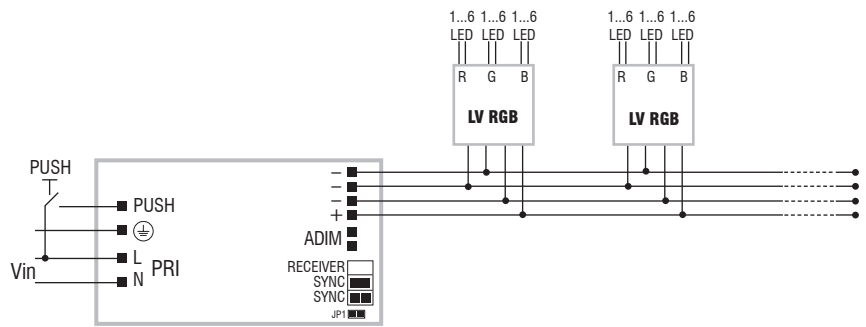 1...6 1...6 1...6 1...6 1...6 1...6
LED LED LED LED LED LED
R G B R G B
LV RGB LV RGB
PUSH
–
–
PUSH –
+
ADIM
L
PRI
Vin N
RECEIVER
SYNC
SYNC
JP1